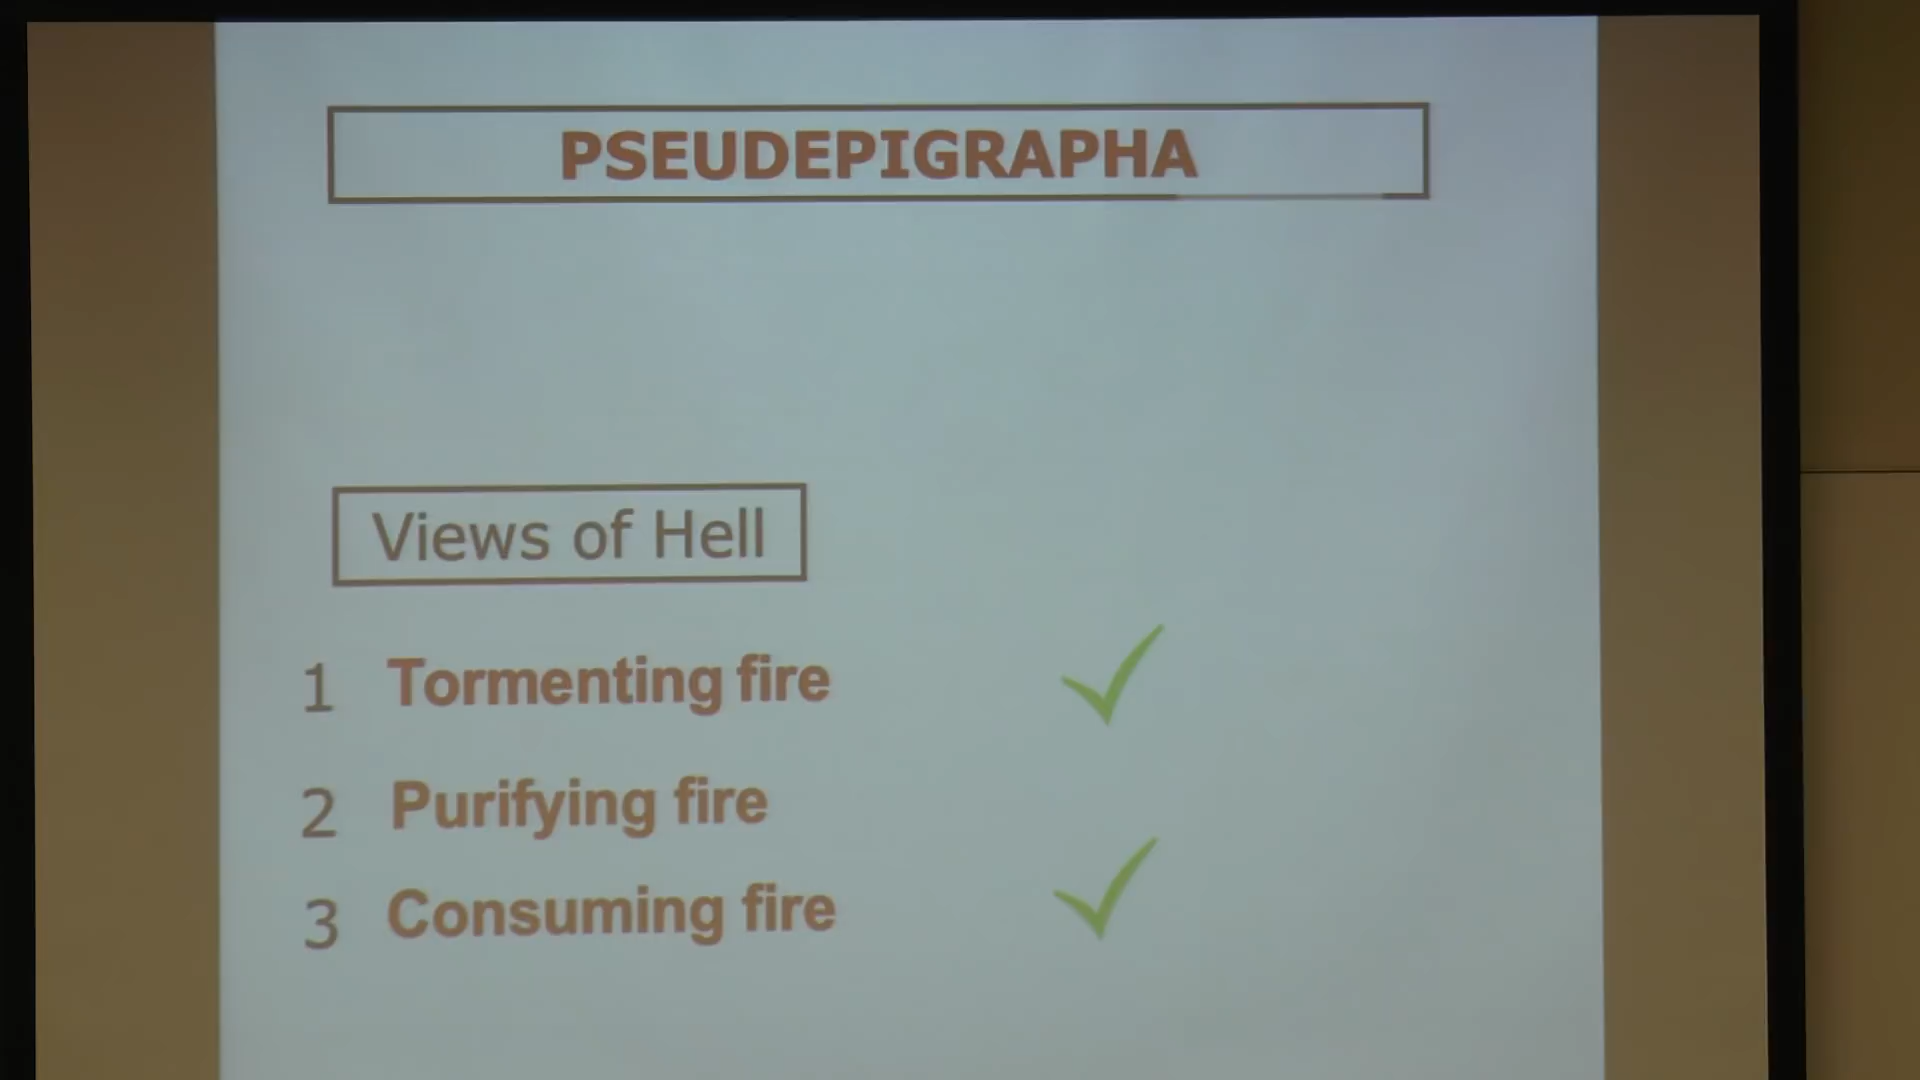 PSEUDEPIGRAPHA
Views of Hell
1 Tormenting fire
2 Purifying fire
3 Consuming fire